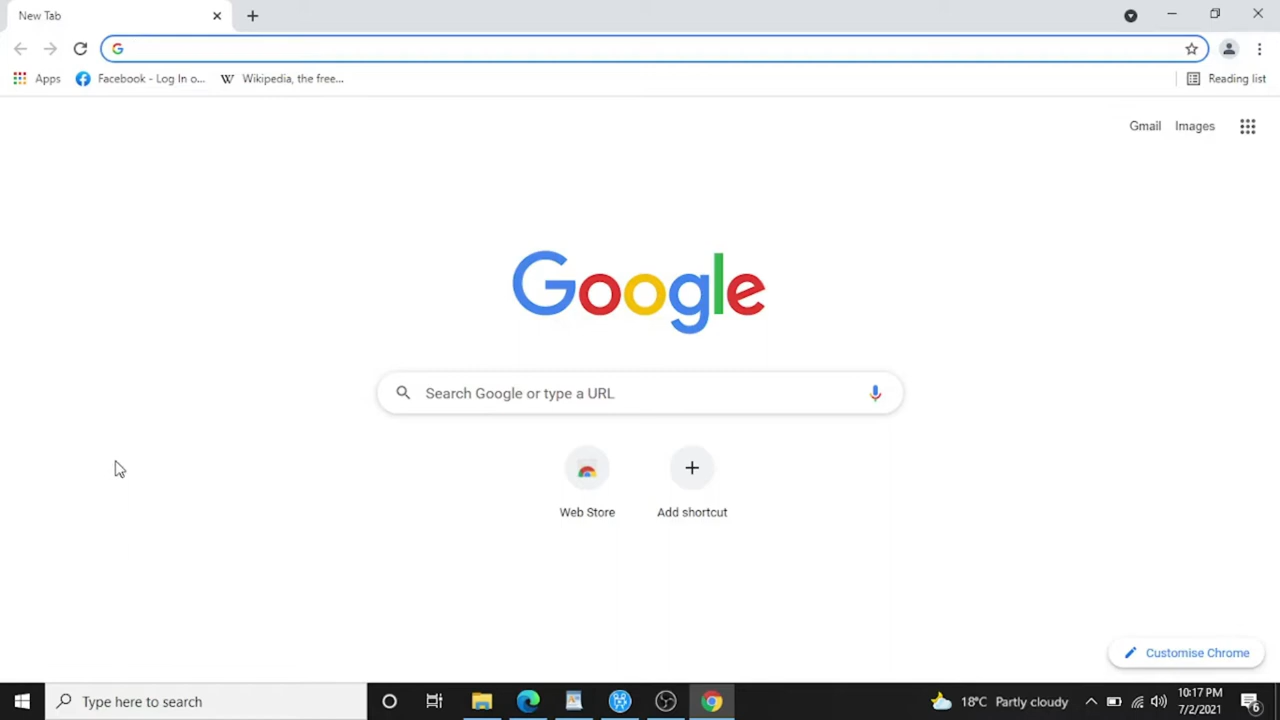 New Tab
Apps
Facebook - Log In o...
Wikipedia, the free...
Reading list
Gmail
Images
Google
Search Google or type a URL
Web Store
Add shortcut
Customise Chrome
Type here to search
18°C Partly cloudy
10:17 PM
7/2/2021
6